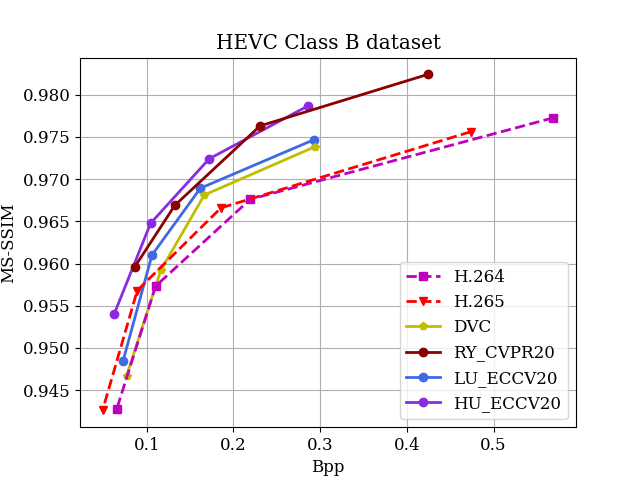 HEVC Class B dataset
MS-SSIM
0.980
0.975
0.970
0.965
0.960
0.955
0.950
0.945
0.1
0.2
0.3
0.4
0.5
Bpp
H.264
H.265
DVC
RY_CVPR20
LU_ECCV20
HU_ECCV20